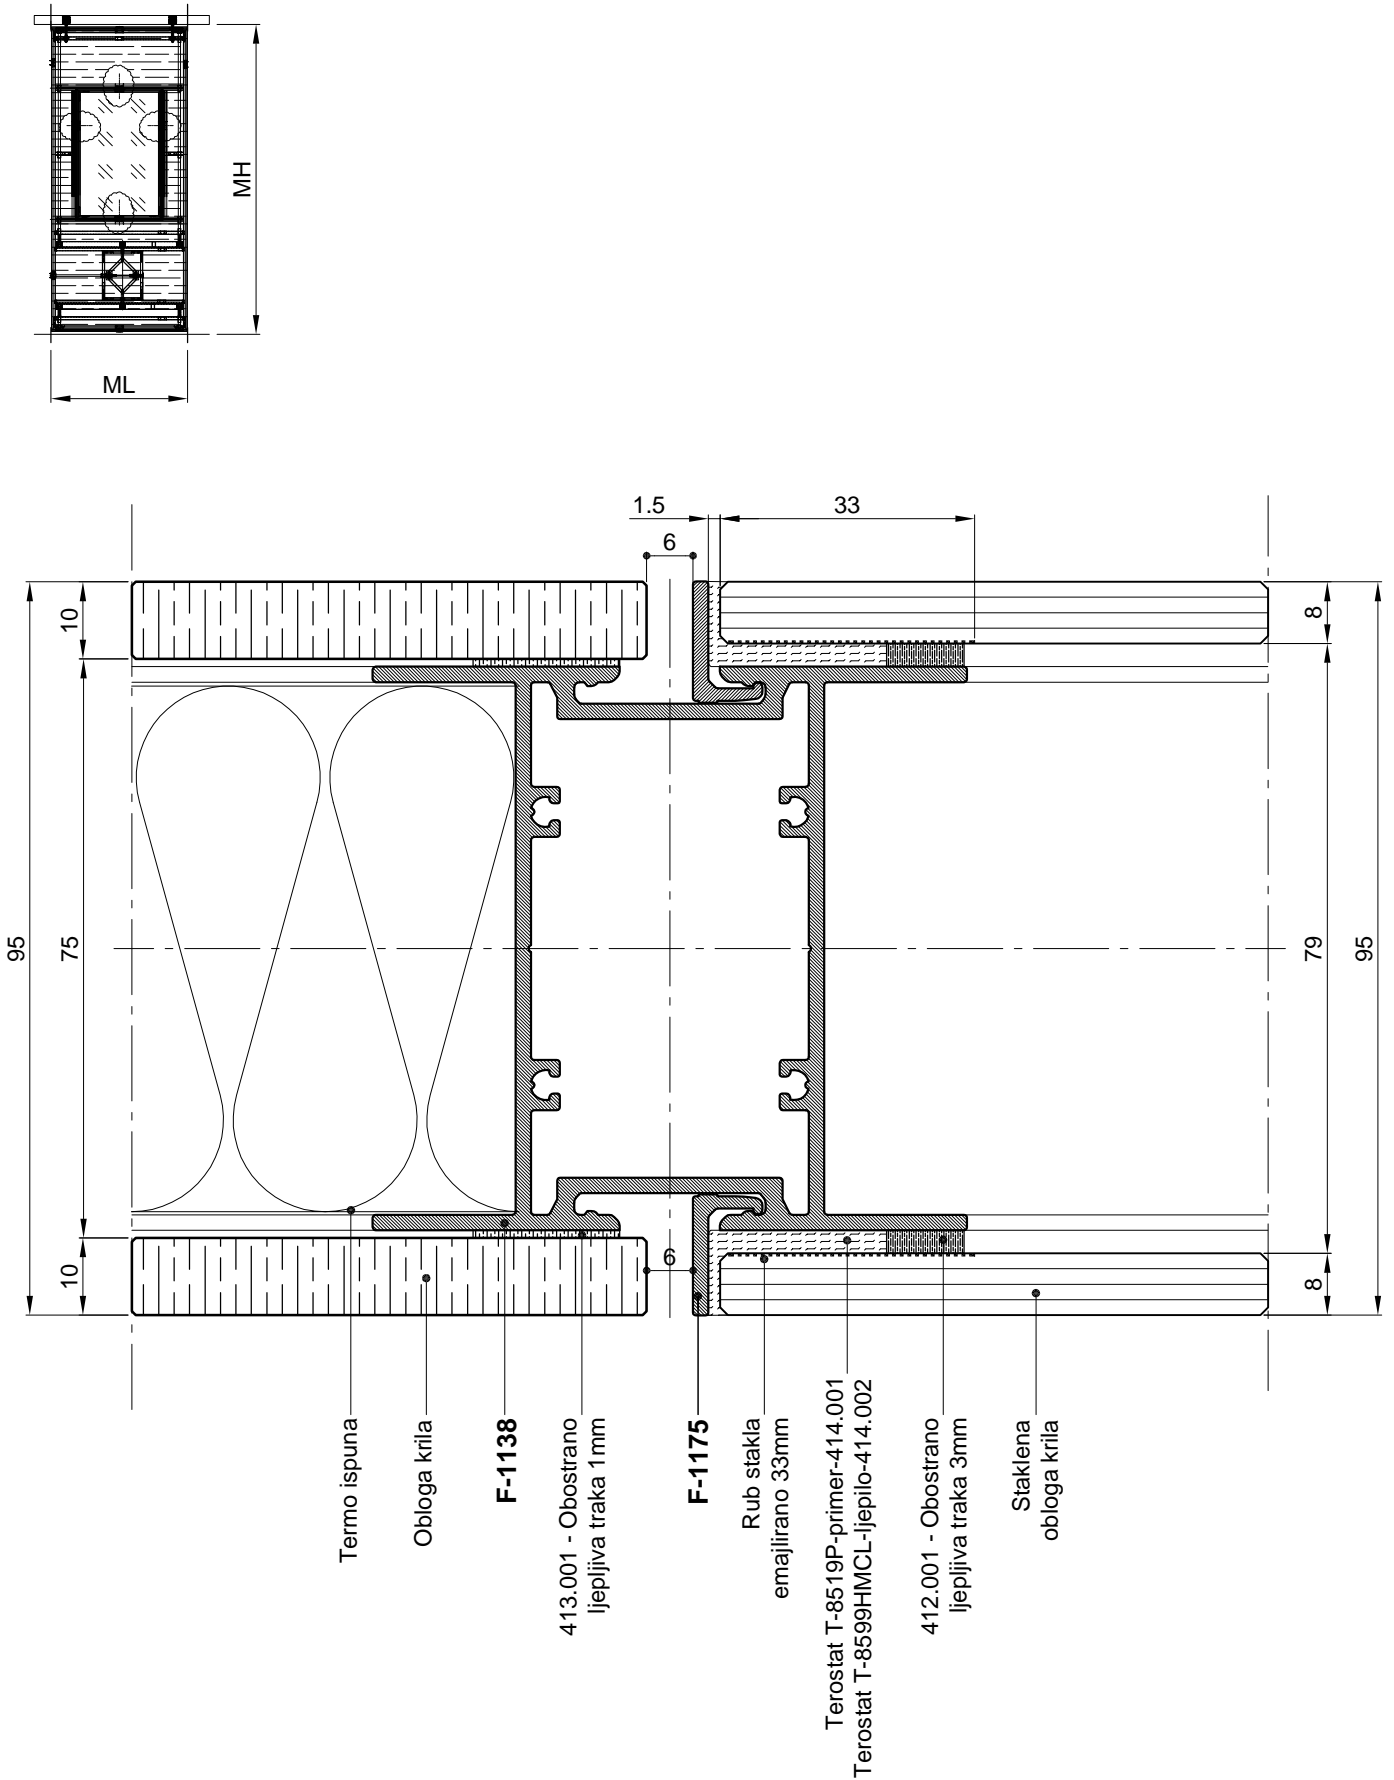 MH
ML
1.5
33
6
10
8
95
75
79
95
6
10
8
Termo ispuna
Obloga krila
F-1138
413.001 - Obostrano
ljepljiva traka 1mm
F-1175
Rub stakla
emajlirano 33mm
Terostat T-8519P-primer-414.001
Terostat T-8599HMCL-ljepilo-414.002
412.001 - Obostrano
ljepljiva traka 3mm
Staklena
obloga krila